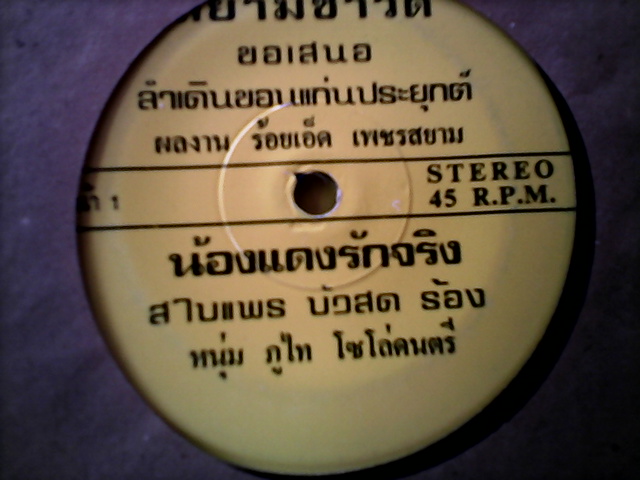 ขอเสนอ
ลำเดินขอนแก่นประยุกต์
ผลงาน ร้อยเอ็ด เพชรสยาม
STEREO
1 45 R.P.M.
น้องแดงรักจริง
สาบแพร บัวสด ร้อง
หนุ่ม ภูไท โซโล่ดนตรี